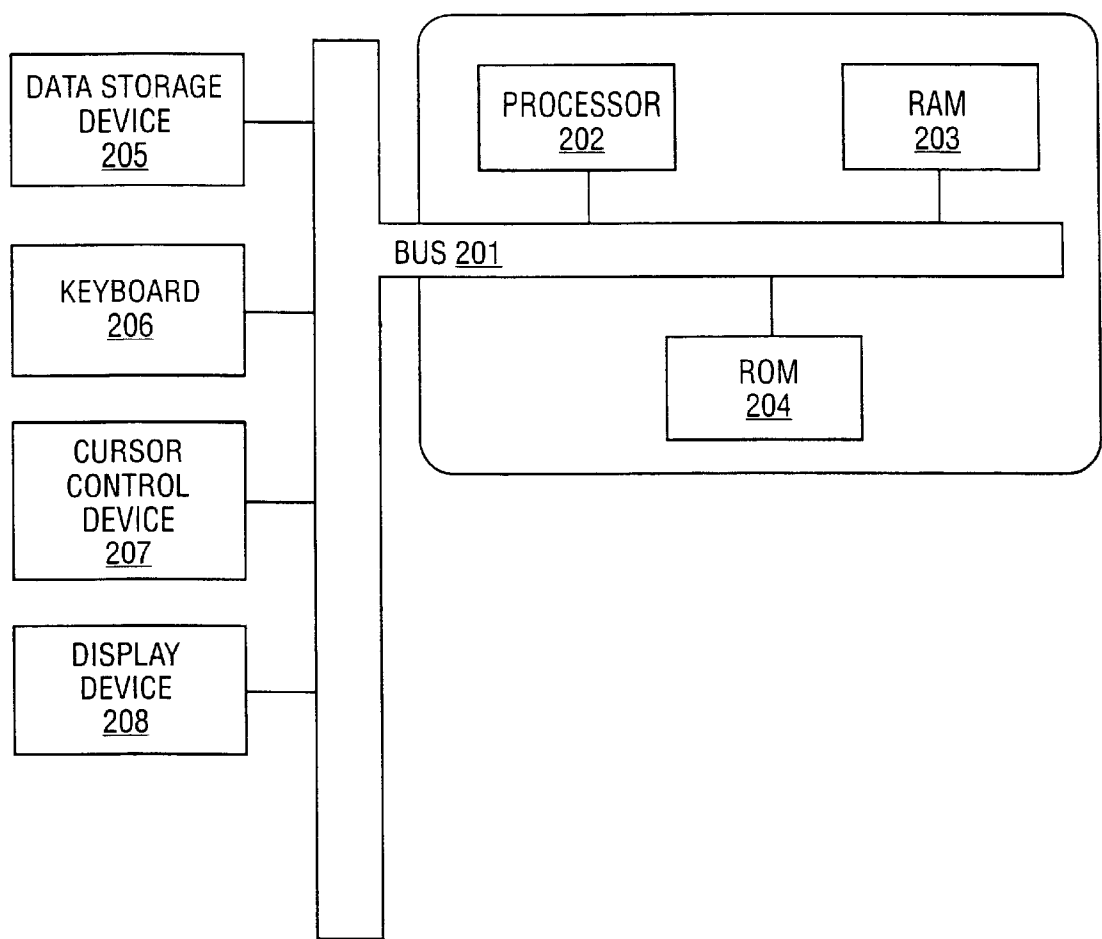 DATA STORAGE
DEVICE
205
KEYBOARD
206
CURSOR
CONTROL
DEVICE
207
DISPLAY
DEVICE
208
PROCESSOR
202
RAM
203
BUS 201
ROM
204